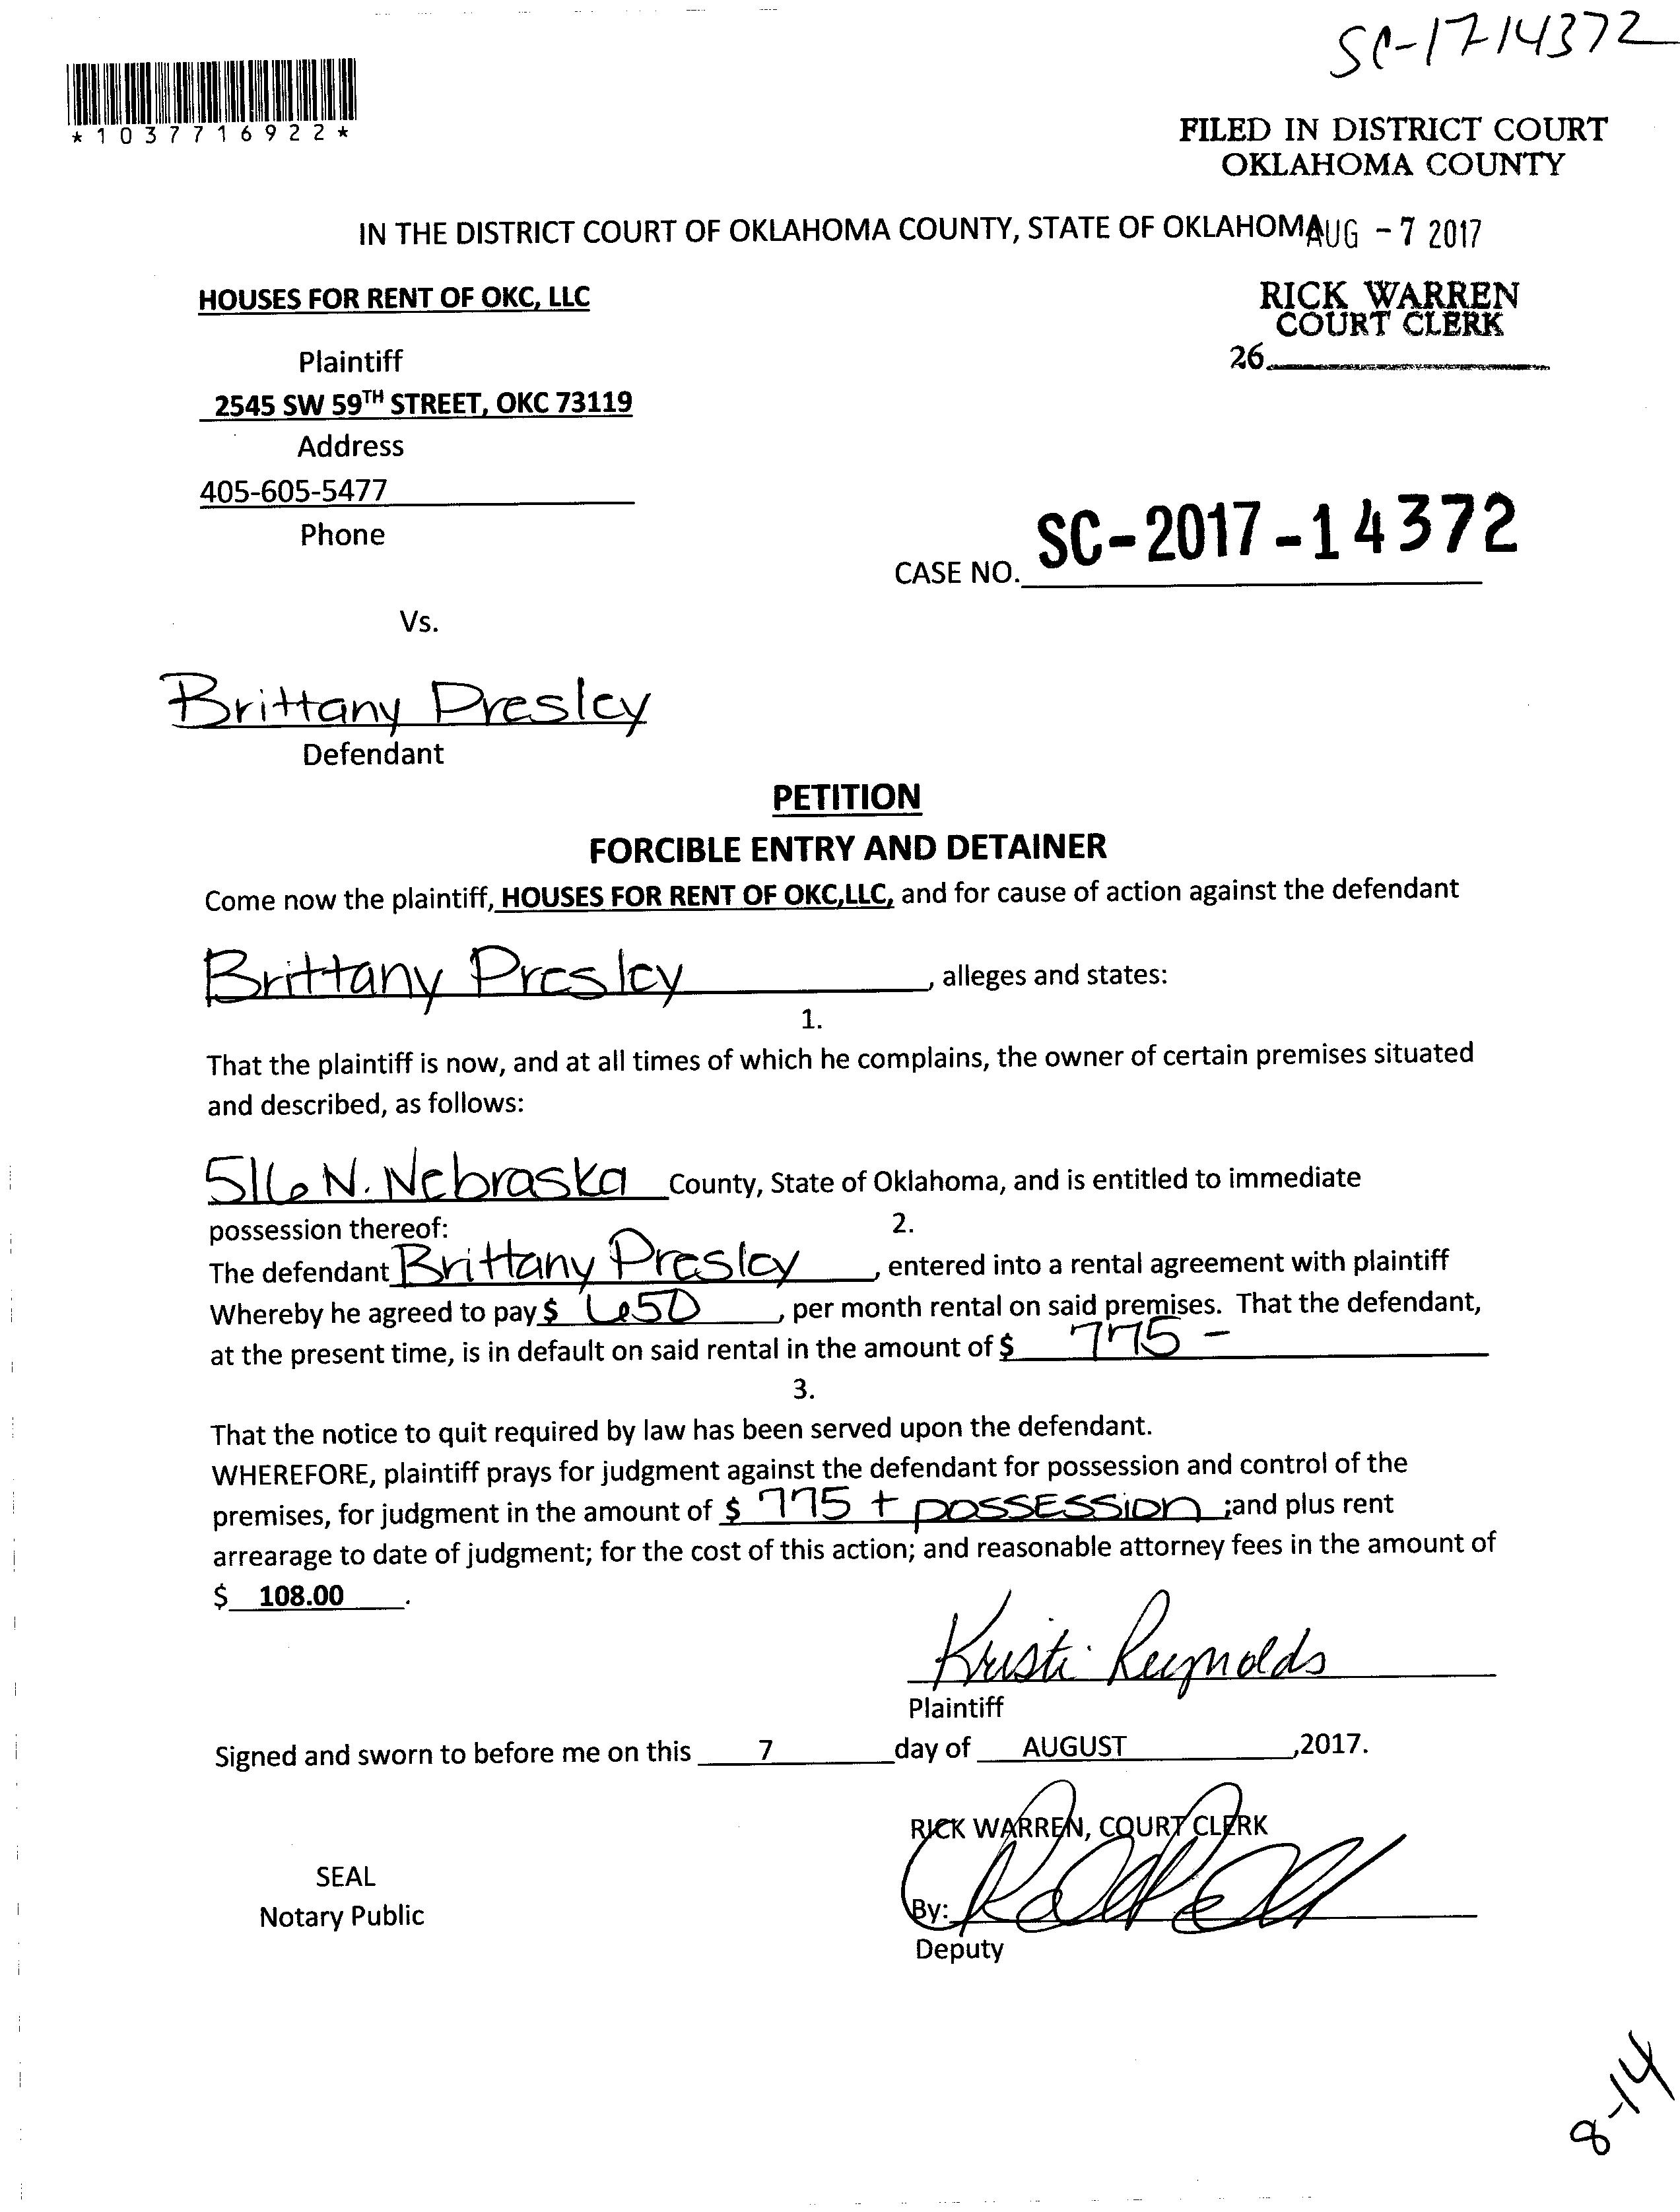 SC-17-14372
*1037716922*
FILED IN DISTRICT COURT
OKLAHOMA COUNTY
IN THE DISTRICT COURT OF OKLAHOMA COUNTY, STATE OF OKLAHOMA
AUG - 7 2017
HOUSES FOR RENT OF OKC, LLC
RICK WARREN
COURT CLERK
Plaintiff
26
2545 SW 59TH STREET, OKC 73119
Address
405-605-5477
Phone
CASE NO. SC-2017-14372
Vs.
Brittany Presley
Defendant
PETITION
FORCIBLE ENTRY AND DETAINER
Come now the plaintiff, HOUSES FOR RENT OF OKC,LLC, and for cause of action against the defendant
Brittany Presley, alleges and states:
1.
That the plaintiff is now, and at all times of which he complains, the owner of certain premises situated
and described, as follows:
516 N. Nebraska County, State of Oklahoma, and is entitled to immediate
possession thereof:
2.
The defendant Brittany Presley, entered into a rental agreement with plaintiff
Whereby he agreed to pay $ 650, per month rental on said premises. That the defendant,
at the present time, is in default on said rental in the amount of $ 775 -
3.
That the notice to quit required by law has been served upon the defendant.
WHEREFORE, plaintiff prays for judgment against the defendant for possession and control of the
premises, for judgment in the amount of $ 775 + possession ;and plus rent
arrearage to date of judgment; for the cost of this action; and reasonable attorney fees in the amount of
$ 108.00.
Kristi Reynolds
Plaintiff
Signed and sworn to before me on this 7 day of AUGUST,2017.
RICK WARREN, COURT CLERK
SEAL
Notary Public
By:
Deputy
8-14